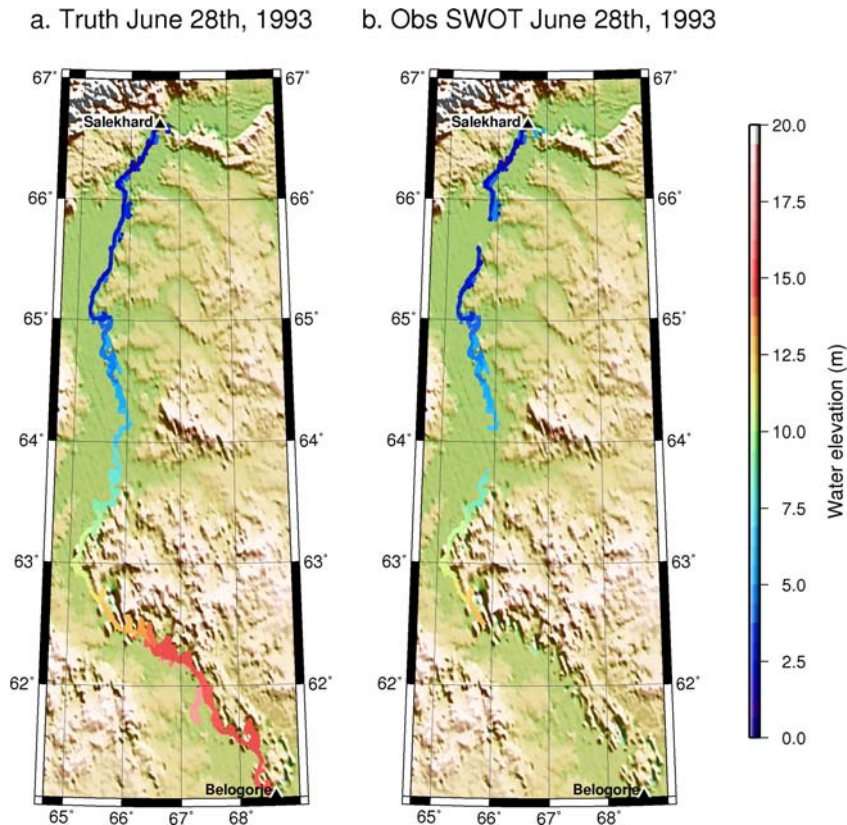 a. Truth June 28th, 1993
b. Obs SWOT June 28th, 1993
67˚ 67˚ 67˚ 67˚
Salekhard Salekhard
20.0
17.5
66˚ 66˚ 66˚ 66˚
15.0
65˚ 65˚ 65˚ 65˚
12.5
64˚ 64˚ 64˚ 64˚
10.0
Water elevation (m)
7.5
63˚ 63˚ 63˚ 63˚
5.0
2.5
62˚ 62˚ 62˚ 62˚
0.0
Belogorje Belogorje
65˚ 66˚ 67˚ 68˚ 65˚ 66˚ 67˚ 68˚